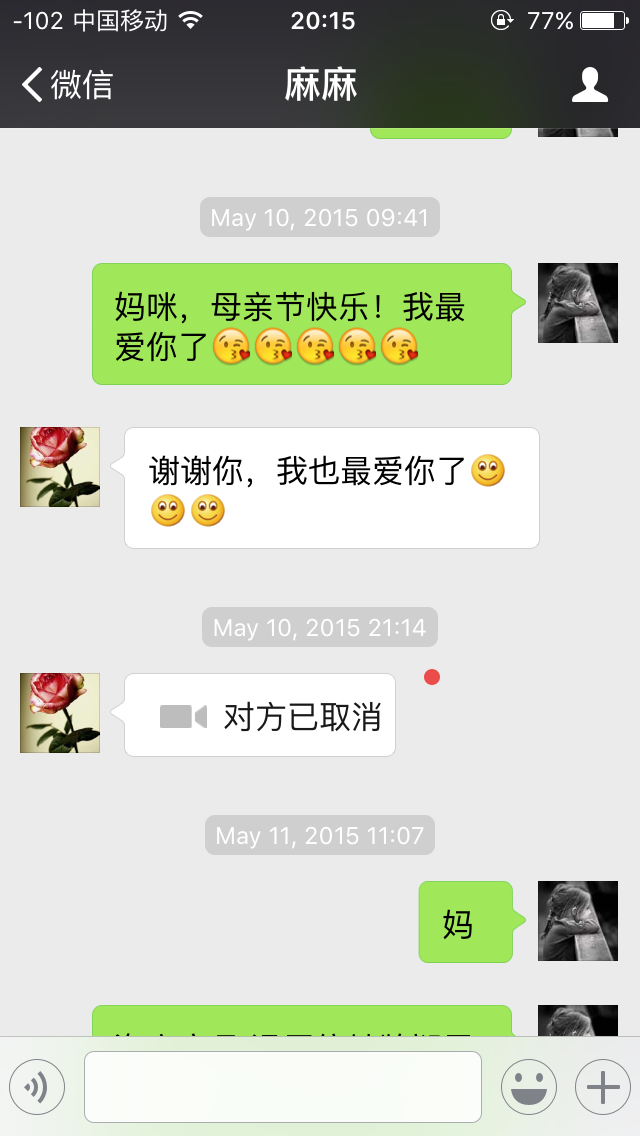 -102 中国移动 20:15 77%
微信 麻麻
May 10, 2015 09:41
妈咪，母亲节快乐！我最
爱你了😘😘😘😘😘
谢谢你，我也最爱你了🙂
🙂🙂
May 10, 2015 21:14
对方已取消
May 11, 2015 11:07
妈